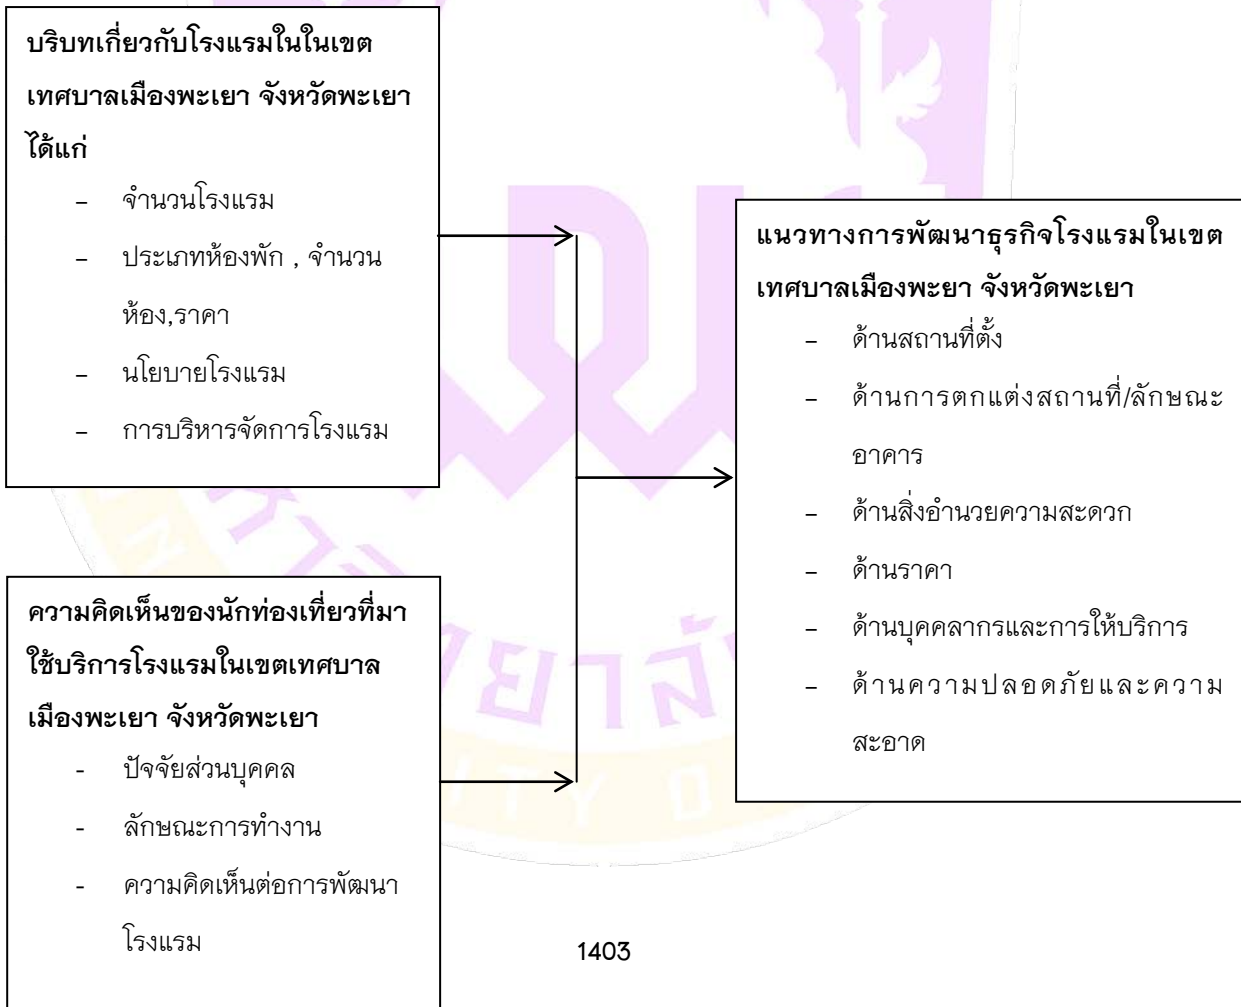 บริบทเกี่ยวกับโรงแรมในในเขต
เทศบาลเมืองพะเยา จังหวัดพะเยา
ได้แก่
– จำนวนโรงแรม
– ประเภทห้องพัก , จำนวน
ห้อง,ราคา
– นโยบายโรงแรม
– การบริหารจัดการโรงแรม
ความคิดเห็นของนักท่องเที่ยวที่มา
ใช้บริการโรงแรมในเขตเทศบาล
เมืองพะเยา จังหวัดพะเยา
- ปัจจัยส่วนบุคคล
- ลักษณะการทำงาน
- ความคิดเห็นต่อการพัฒนา
โรงแรม
แนวทางการพัฒนาธุรกิจโรงแรมในเขต
เทศบาลเมืองพะยา จังหวัดพะเยา
– ด้านสถานที่ตั้ง
– ด้านการตกแต่งสถานที่/ลักษณะ
อาคาร
– ด้านสิ่งอำนวยความสะดวก
– ด้านราคา
– ด้านบุคคลากรและการให้บริการ
– ด้านความปลอดภัยและความ
สะอาด
1403